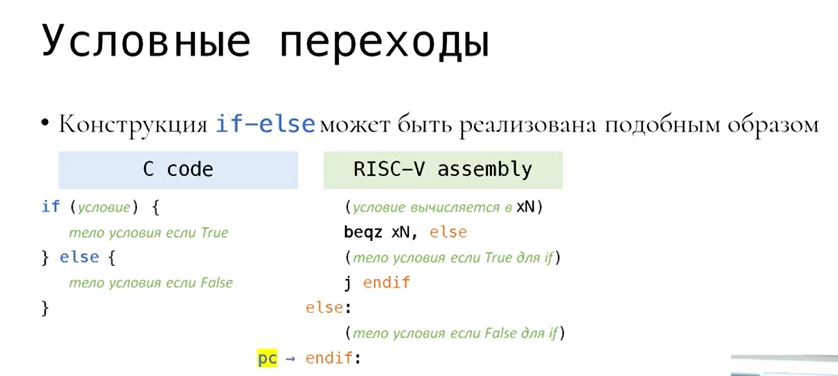 Условные переходы
• Конструкция if-else может быть реализована подобным образом
C code
if (условие) {
тело условия если True
} else {
тело условия если False
}
RISC-V assembly
(условие вычисляется в xN)
beqz xN, else
(тело условия если True для if)
j endif
else:
(тело условия если False для if)
pc → endif: